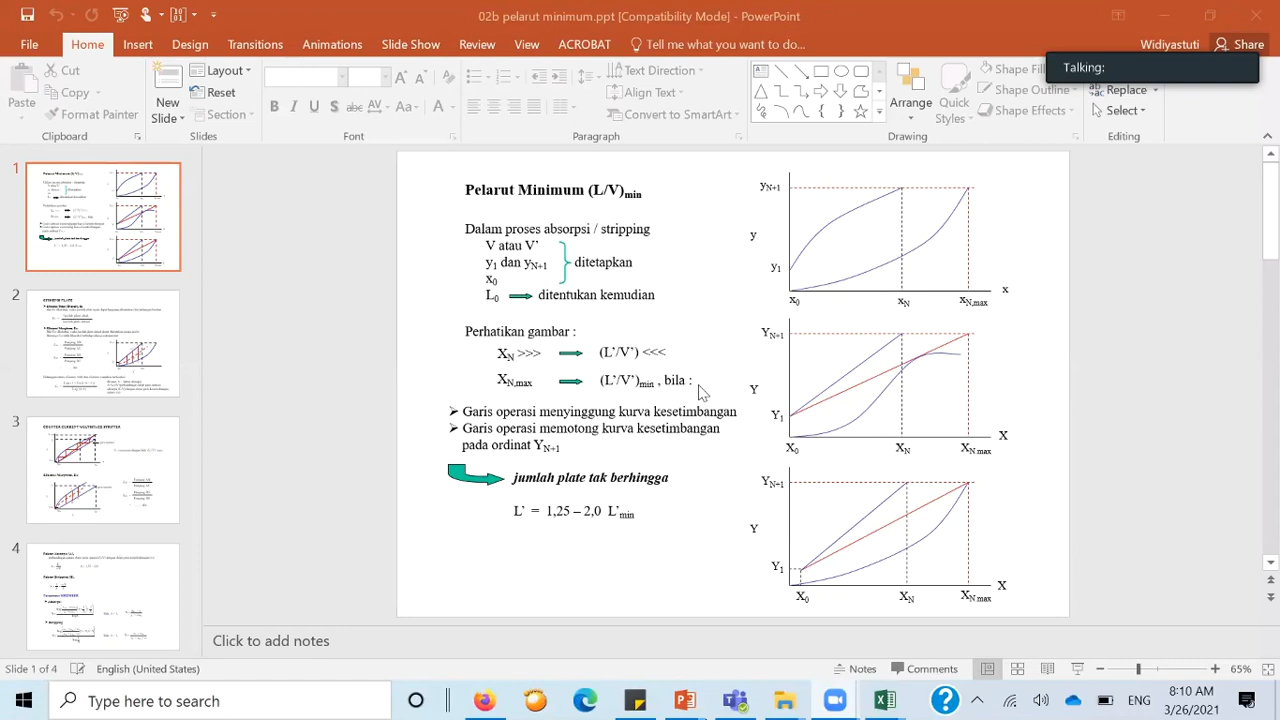 02b pelarut minimum.ppt [Compatibility Mode] - PowerPoint
File Home Insert Design Transitions Animations Slide Show Review View ACROBAT Tell me what you want to do... Widiyastuti Share
Talking:
Paste
Cut
Copy
Format Painter
Clipboard
New Slide
Layout
Reset
Section
Slides
B I U S abc AV Aa A
Font
Text Direction
Align Text
Convert to SmartArt
Paragraph
Arrange
Quick Styles
Shape Fill
Shape Outline
Shape Effects
Drawing
Replace
Select
Editing
1
2
3
4
Pelarut Minimum (L/V)min
Dalam proses absorpsi / stripping
V atau V’
y1 dan yN+1 ditetapkan
x0
L0 ditentukan kemudian
Perhatikan gambar :
XN >>> (L’/V’) <<<
XN,max (L’/V’)min , bila :
➢ Garis operasi menyinggung kurva kesetimbangan
➢ Garis operasi memotong kurva kesetimbangan
pada ordinat YN+1
jumlah plate tak berhingga
L’ = 1,25 – 2,0 L’min
yN+1
y
y1
x0 xN xN,max x
YN+1
Y
Y1
X0 XN XN.max X
YN+1
Y
Y1
X0 XN XN.max X
Click to add notes
Slide 1 of 4 English (United States) Notes Comments 65%
Type here to search
ENG
8:10 AM
3/26/2021